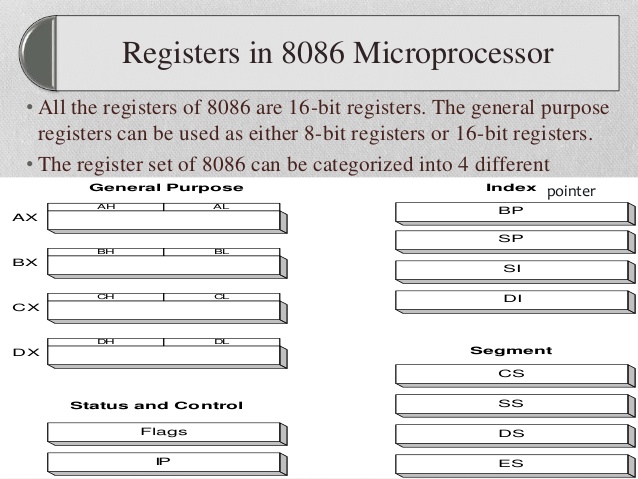 Registers in 8086 Microprocessor
• All the registers of 8086 are 16-bit registers. The general purpose
registers can be used as either 8-bit registers or 16-bit registers.
• The register set of 8086 can be categorized into 4 different
General Purpose
AX
AH AL
BX
BH BL
CX
CH CL
DX
DH DL
Status and Control
Flags
IP
Index pointer
BP
SP
SI
DI
Segment
CS
SS
DS
ES